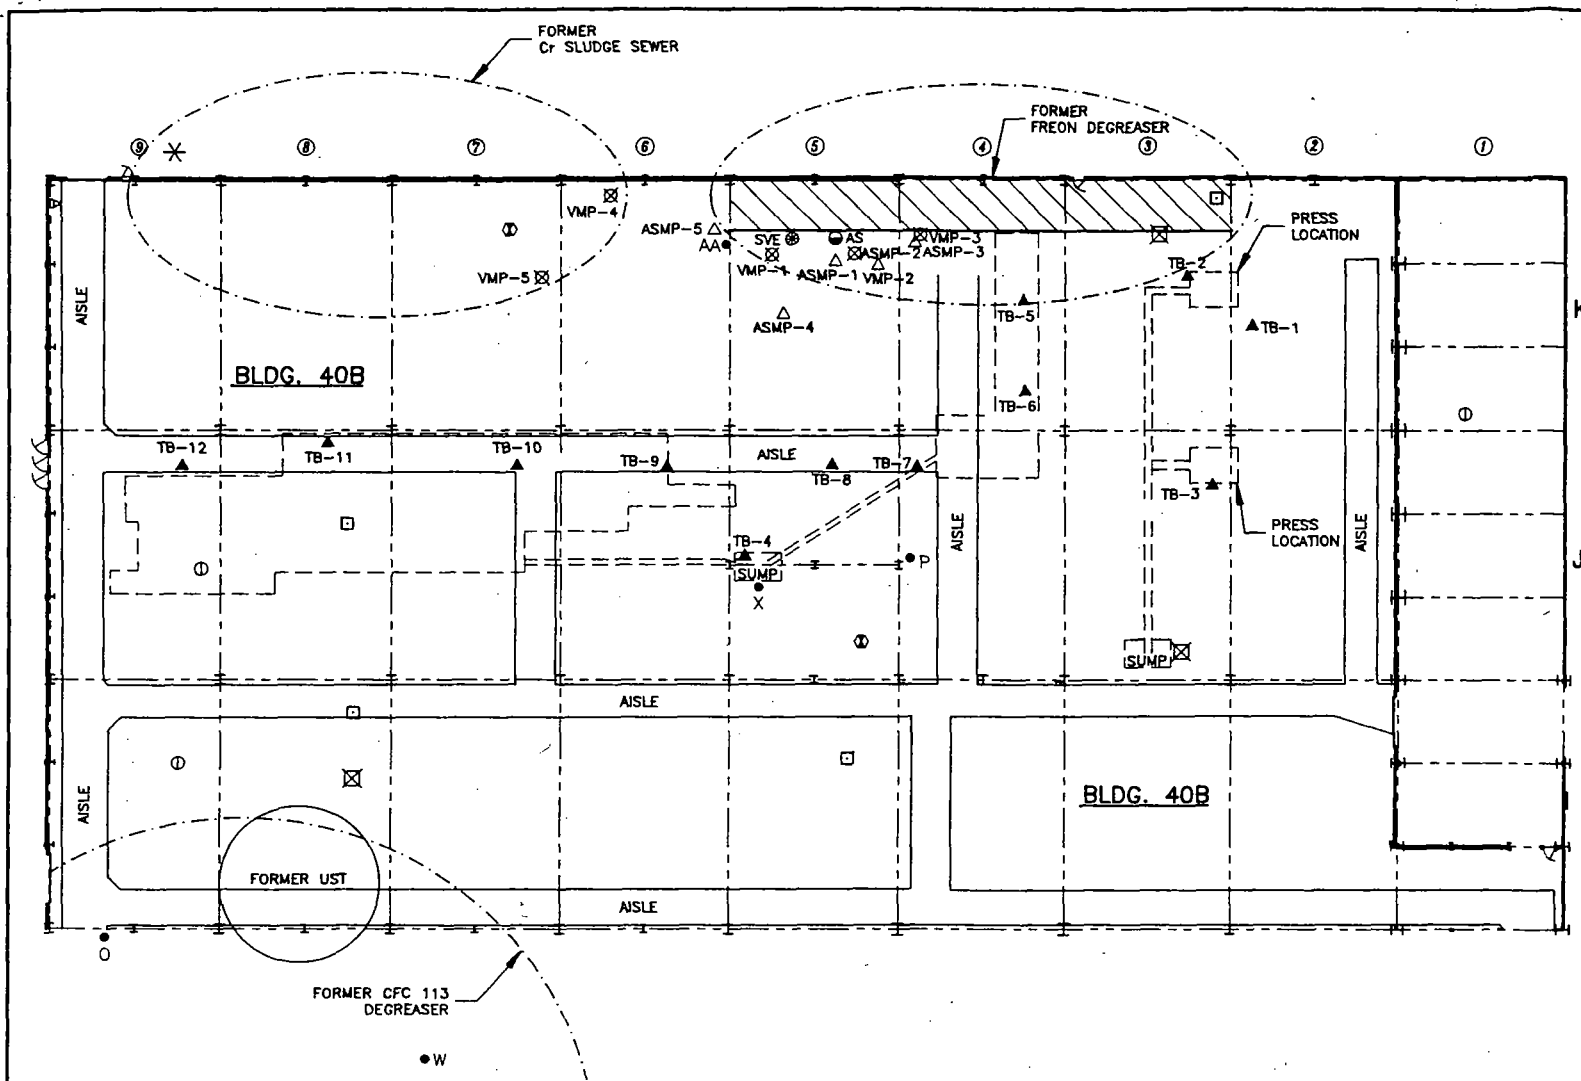 FORMER
Cr SLUDGE SEWER
FORMER
FREON DEGREASER
9
8
7
6
5
4
3
2
1
PRESS
LOCATION
VMP-4
ASMP-5
AA
SVE
AS
VMP-3
ASMP-2
ASMP-3
VMP-1
ASMP-1
VMP-2
VMP-5
TB-2
AISLE
TB-5
ASMP-4
TB-1
K
BLDG. 40B
TB-6
TB-12
TB-11
TB-10
TB-9
AISLE
TB-8
TB-7
TB-3
AISLE
AISLE
PRESS
LOCATION
TB-4
SUMP
P
J
X
SUMP
AISLE
AISLE
BLDG. 40B
FORMER UST
AISLE
O
FORMER CFC 113
DEGREASER
W